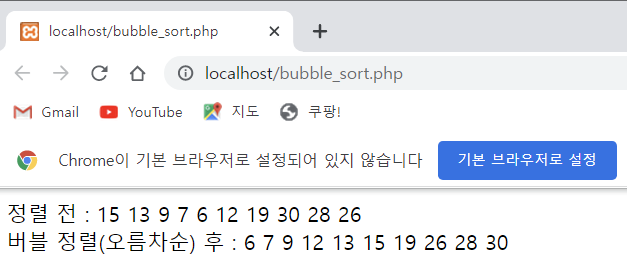 localhost/bubble_sort.php
localhost/bubble_sort.php
Gmail YouTube 지도 쿠팡!
Chrome이 기본 브라우저로 설정되어 있지 않습니다 기본 브라우저로 설정
정렬 전 : 15 13 9 7 6 12 19 30 28 26
버블 정렬(오름차순) 후 : 6 7 9 12 13 15 19 26 28 30